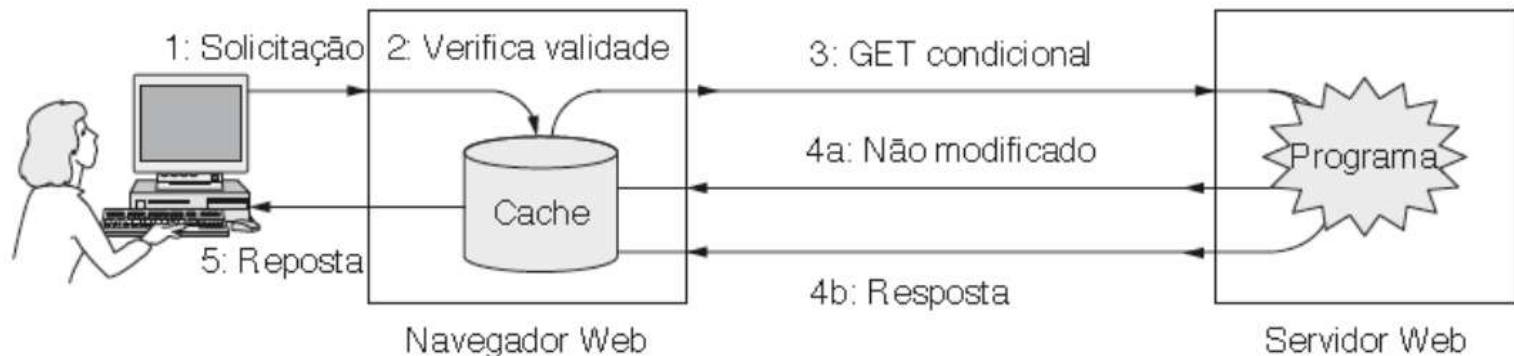 1: Solicitação
2: Verifica validade
3: GET condicional
4a: Não modificado
Programa
Cache
5: Reposta
4b: Resposta
Navegador Web
Servidor Web